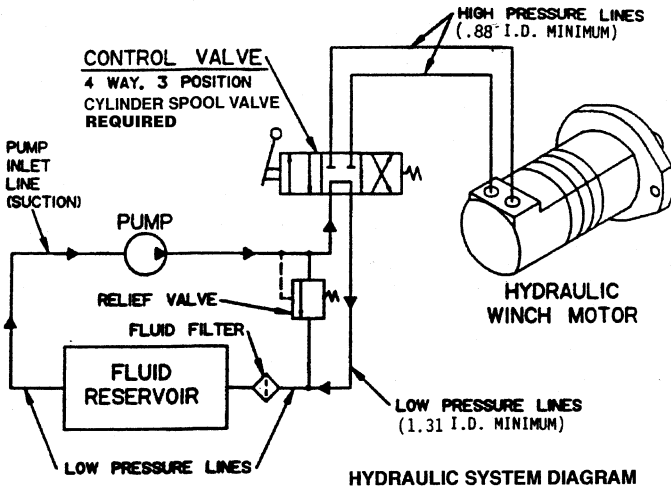 HIGH PRESSURE LINES
(.88 I.D. MINIMUM)
CONTROL VALVE
4 WAY. 3 POSITION
CYLINDER SPOOL VALVE
REQUIRED
PUMP
INLET
LINE
(SUCTION)
PUMP
RELIEF VALVE
FLUID FILTER
FLUID
RESERVOIR
HYDRAULIC
WINCH MOTOR
LOW PRESSURE LINES
(1.31 I.D. MINIMUM)
LOW PRESSURE LINES
HYDRAULIC SYSTEM DIAGRAM